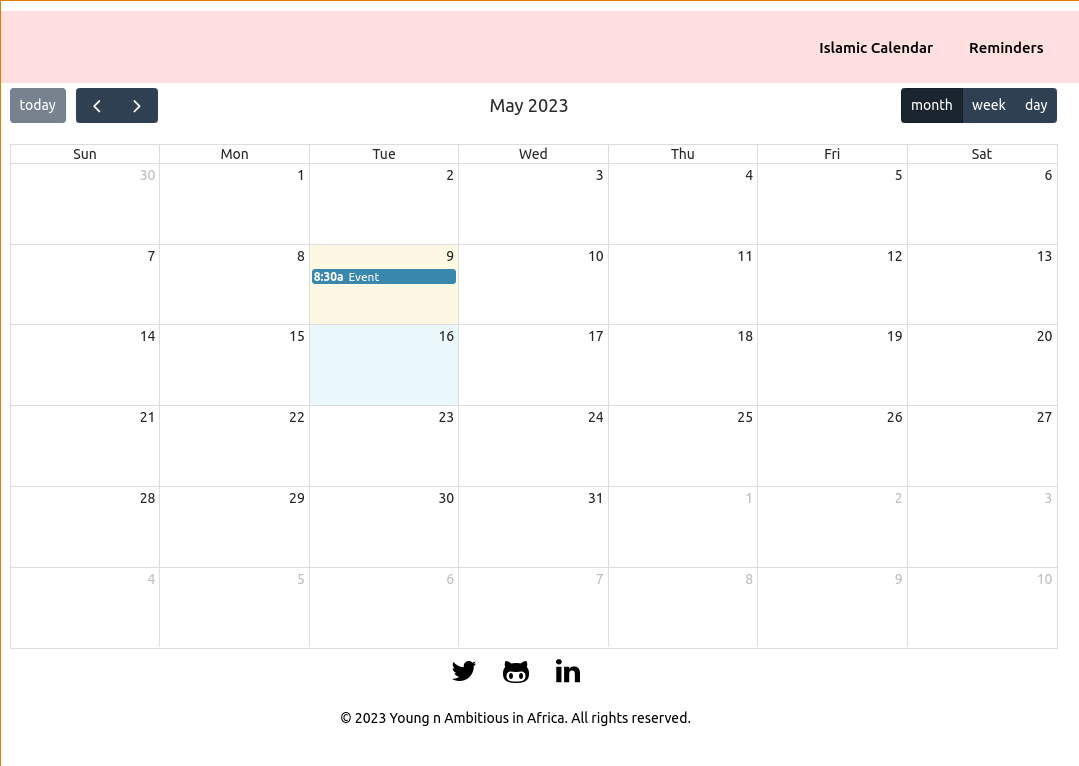 Islamic Calendar Reminders
today May 2023 month week day
Sun Mon Tue Wed Thu Fri Sat
30 1 2 3 4 5 6
7 8 9 10 11 12 13
8:30a Event
14 15 16 17 18 19 20
21 22 23 24 25 26 27
28 29 30 31 1 2 3
4 5 6 7 8 9 10
in
© 2023 Young n Ambitious in Africa. All rights reserved.